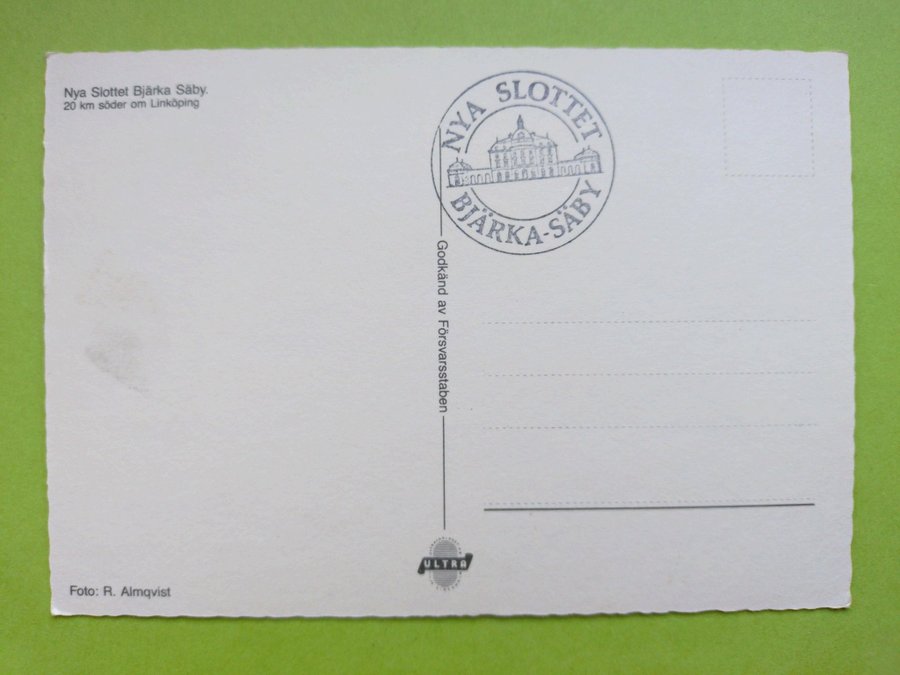 Nya Slottet Bjärka Säby.
20 km söder om Linköping
NYA SLOTTET
BJÄRKA-SÄBY
Godkänd av Försvarsstaben
ULTRA
Foto: R. Almqvist